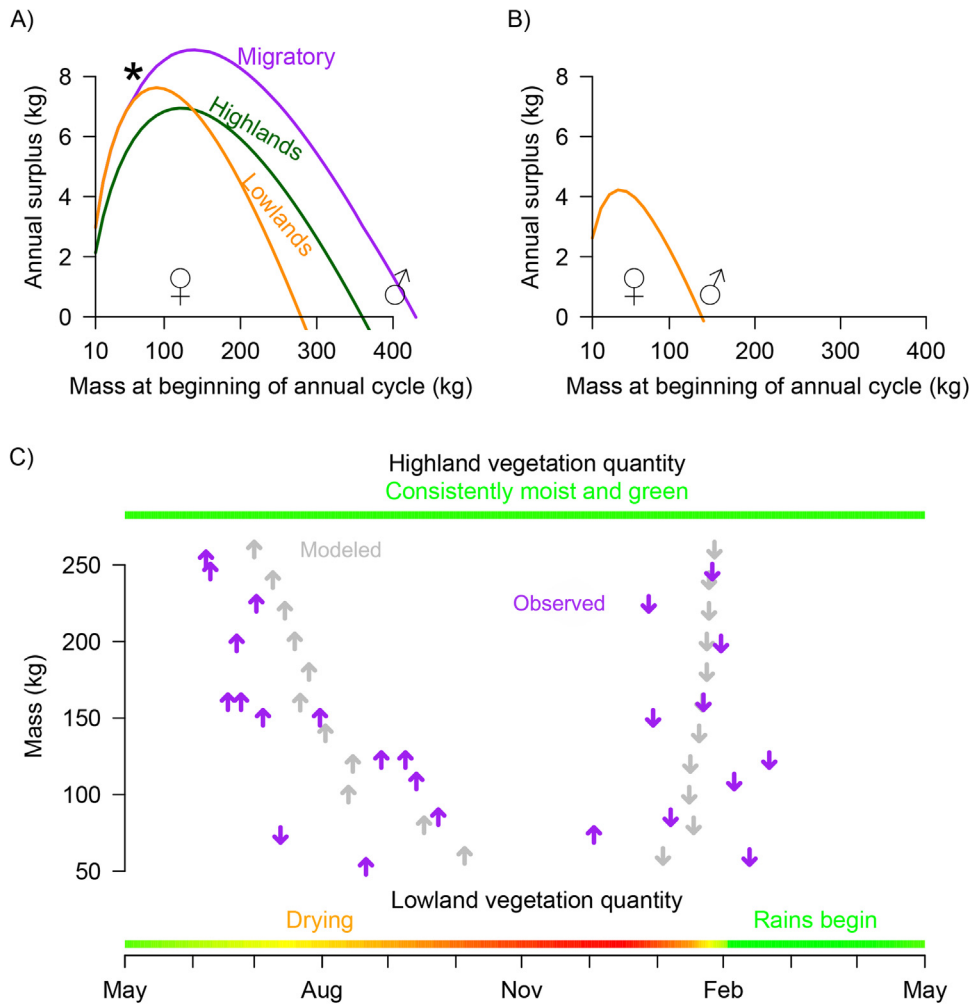 A)
B)
*
Migratory
Highlands
Lowlands
Annual surplus (kg)
8
6
4
2
0
♀
♂
10
100
200
300
400
Mass at beginning of annual cycle (kg)
Annual surplus (kg)
8
6
4
2
0
♀
♂
10
100
200
300
400
Mass at beginning of annual cycle (kg)
C)
Highland vegetation quantity
Consistently moist and green
Modeled
Observed
Mass (kg)
250
200
150
100
50
Lowland vegetation quantity
Drying
Rains begin
May
Aug
Nov
Feb
May